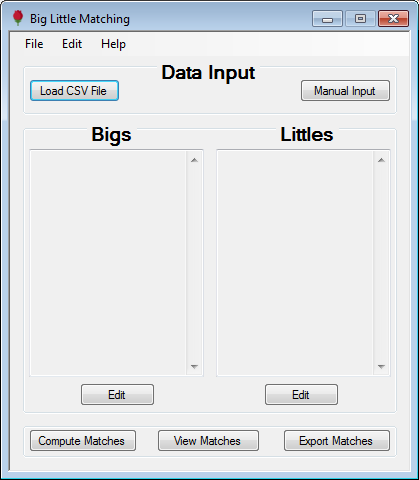 Big Little Matching
File Edit Help
Data Input
Load CSV File Manual Input
Bigs Littles
Edit Edit
Compute Matches View Matches Export Matches